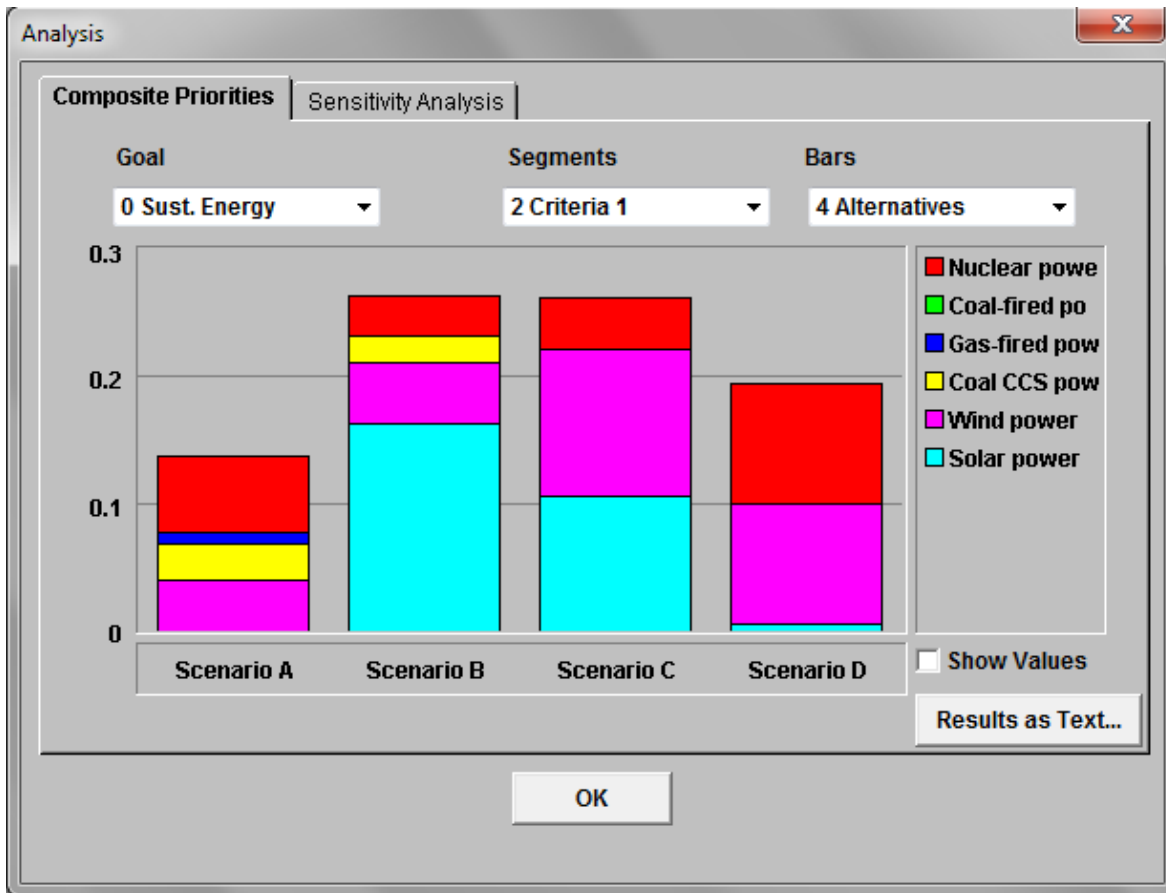 Analysis
X
Composite Priorities
Sensitivity Analysis
Goal
Segments
Bars
0 Sust. Energy
2 Criteria 1
4 Alternatives
0.3
0.2
0.1
0
Nuclear powe
Coal-fired po
Gas-fired pow
Coal CCS pow
Wind power
Solar power
Scenario A
Scenario B
Scenario C
Scenario D
Show Values
Results as Text...
OK